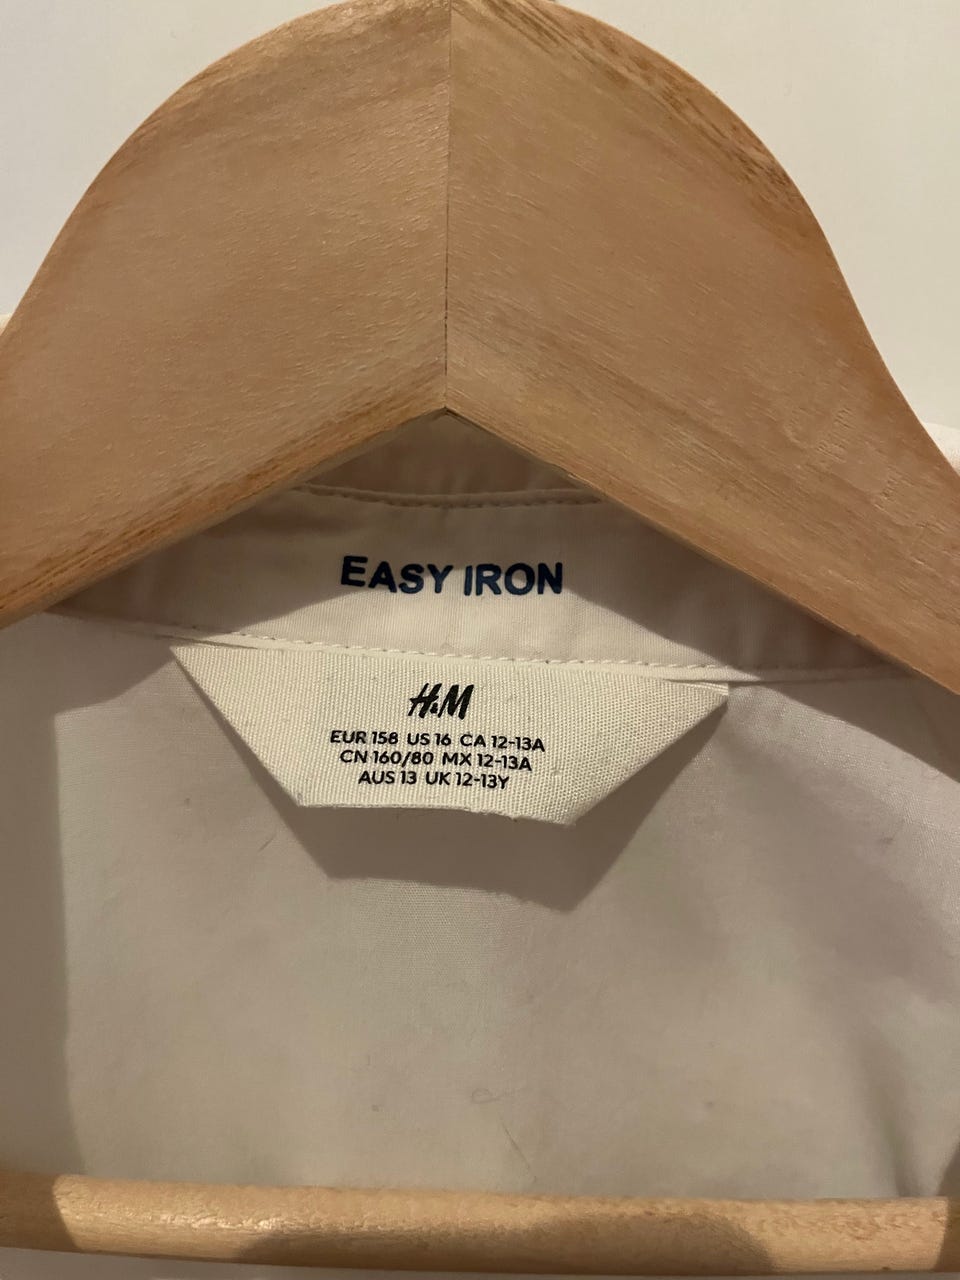 EASY IRON
H&M
EUR 158 US 16 CA 12-13A
CN 160/80 MX 12-13A
AUS 13 UK 12-13Y